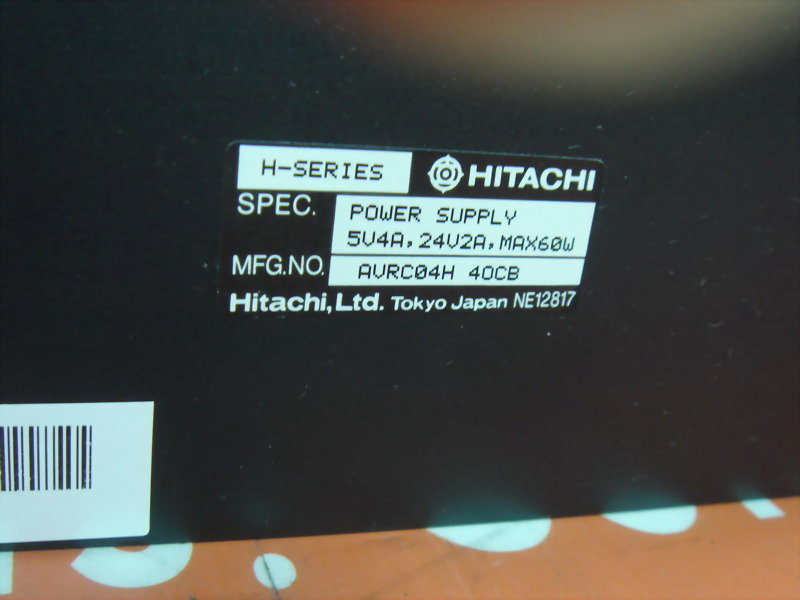 H-SERIES HITACHI
SPEC. POWER SUPPLY
5V4A, 24V2A, MAX60W
MFG.NO. AVRC04H 40CB
Hitachi, Ltd. Tokyo Japan NE12817